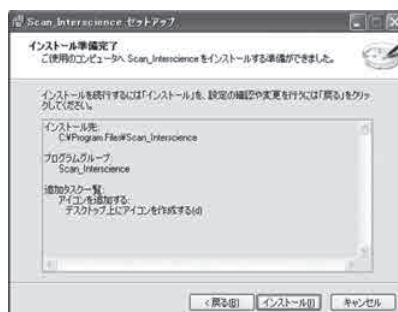 Scan_Interscience セットアップ
インストール準備完了
ご使用のコンピュータへ Scan_Interscience をインストールする準備ができました。
インストールを続行するには「インストール」を、設定の確認や変更を行うには「戻る」をクリッ
クしてください。
インストール先:
C:¥Program Files¥Scan_Interscience
プログラムグループ:
Scan_Interscience
追加タスク一覧:
アイコンを追加する:
デスクトップ上にアイコンを作成する(d)
< 戻る(B)
インストール(I)
キャンセル